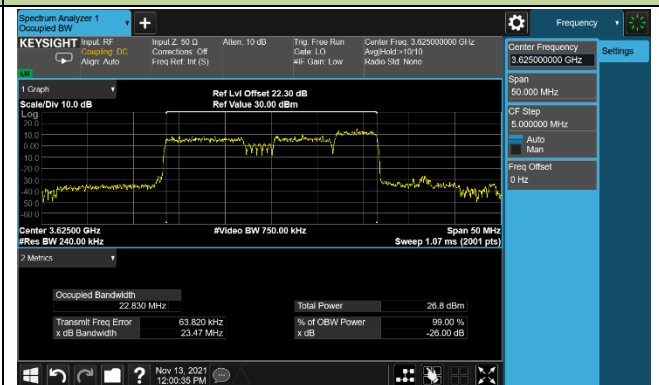 Spectrum Analyzer 1
Occupied BW
+
Frequency
KEYSIGHT
Input: RF
Coupling: DC
Align: Auto
Input Z: 50 Ω
Corrections: Off
Freq Ref: Int (S)
Atten: 10 dB
Trig: Free Run
Gate: LO
#IF Gain: Low
Center Freq: 3.625000000 GHz
Avg|Hold:>10/10
Radio Std: None
Center Frequency
3.625000000 GHz
Settings
Span
50.000 MHz
CF Step
5.000000 MHz
Auto
Man
Freq Offset
0 Hz
1 Graph
Scale/Div 10.0 dB
Ref Lvl Offset 22.30 dB
Ref Value 30.00 dBm
Log
20.0
10.0
0.00
-10.0
-20.0
-30.0
-40.0
-50.0
-60.0
Center 3.62500 GHz
#Res BW 240.00 kHz
#Video BW 750.00 kHz
Span 50 MHz
Sweep 1.07 ms (2001 pts)
2 Metrics
Occupied Bandwidth
22.830 MHz
Total Power
26.8 dBm
Transmit Freq Error
63.820 kHz
% of OBW Power
99.00 %
x dB Bandwidth
23.47 MHz
x dB
-26.00 dB
?
Nov 13, 2021
12:00:35 PM